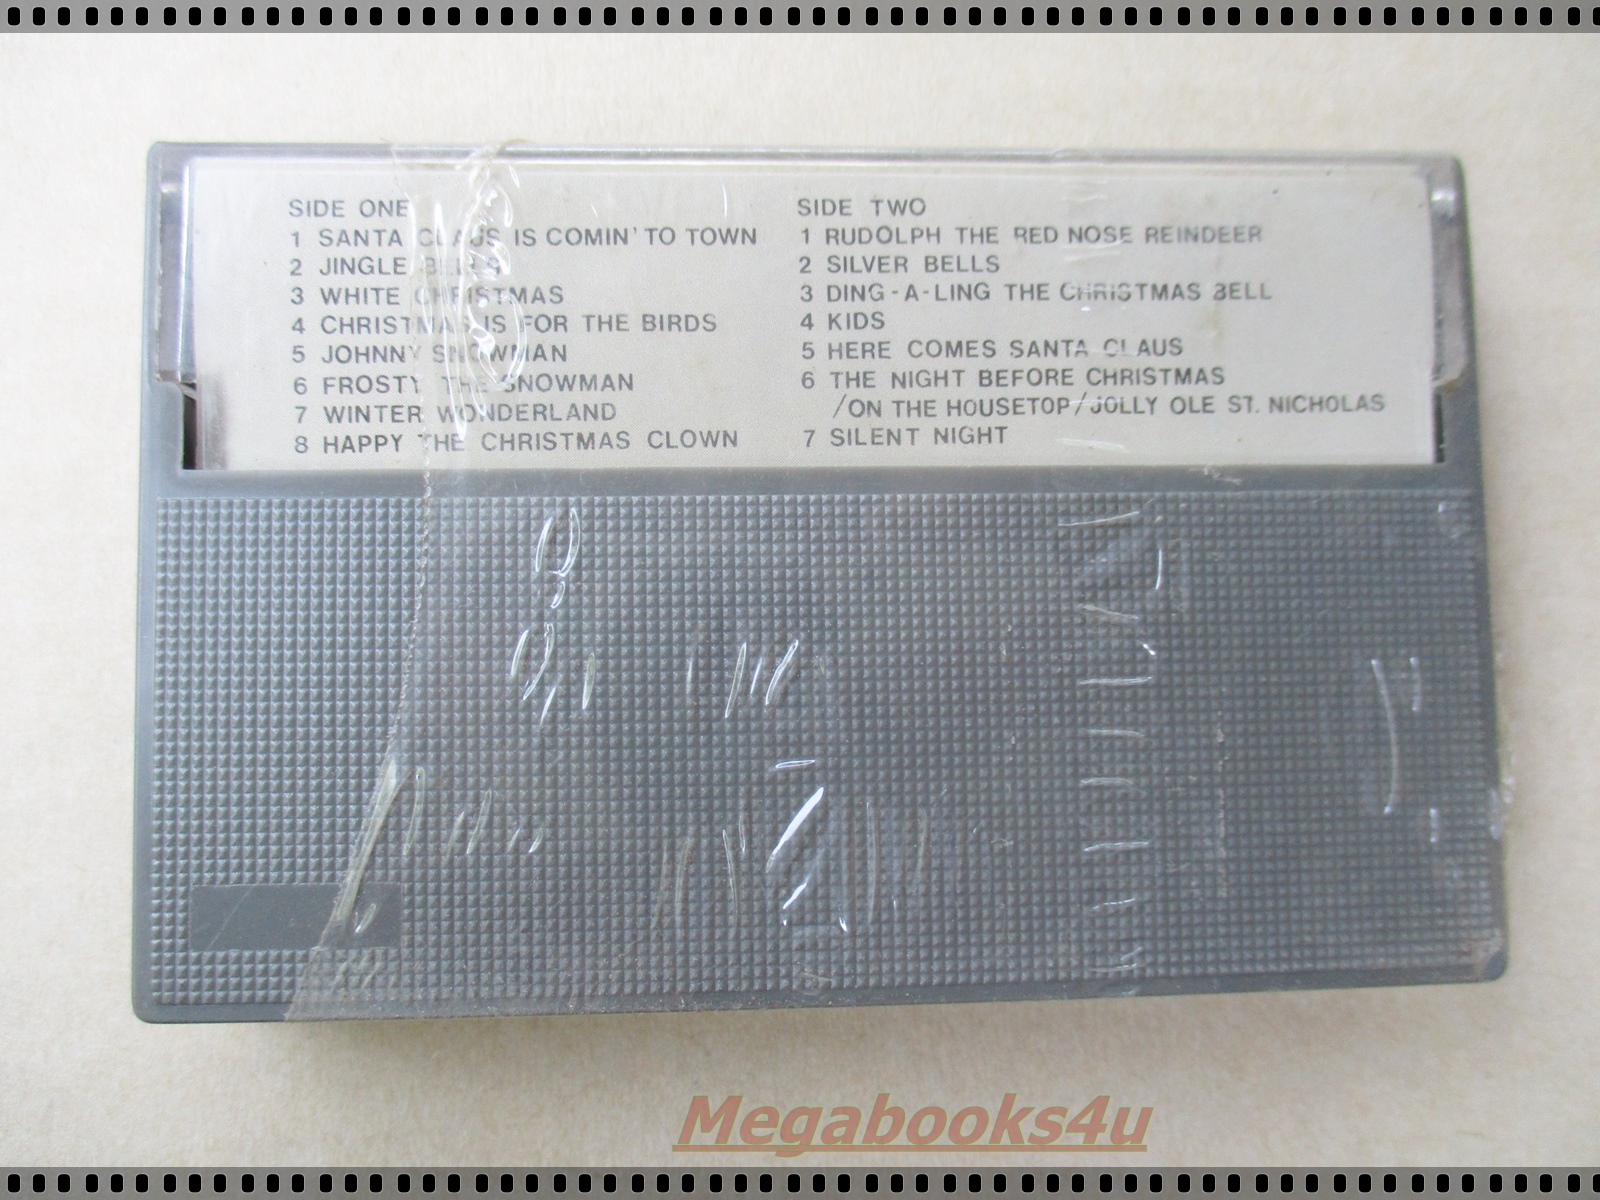 SIDE ONE
1 SANTA CLAUS IS COMIN' TO TOWN
2 JINGLE BELLS
3 WHITE CHRISTMAS
4 CHRISTMAS IS FOR THE BIRDS
5 JOHNNY SNOWMAN
6 FROSTY THE SNOWMAN
7 WINTER WONDERLAND
8 HAPPY THE CHRISTMAS CLOWN
SIDE TWO
1 RUDOLPH THE RED NOSE REINDEER
2 SILVER BELLS
3 DING-A-LING THE CHRISTMAS BELL
4 KIDS
5 HERE COMES SANTA CLAUS
6 THE NIGHT BEFORE CHRISTMAS
/ON THE HOUSETOP/JOLLY OLE ST. NICHOLAS
7 SILENT NIGHT
Megabooks4u